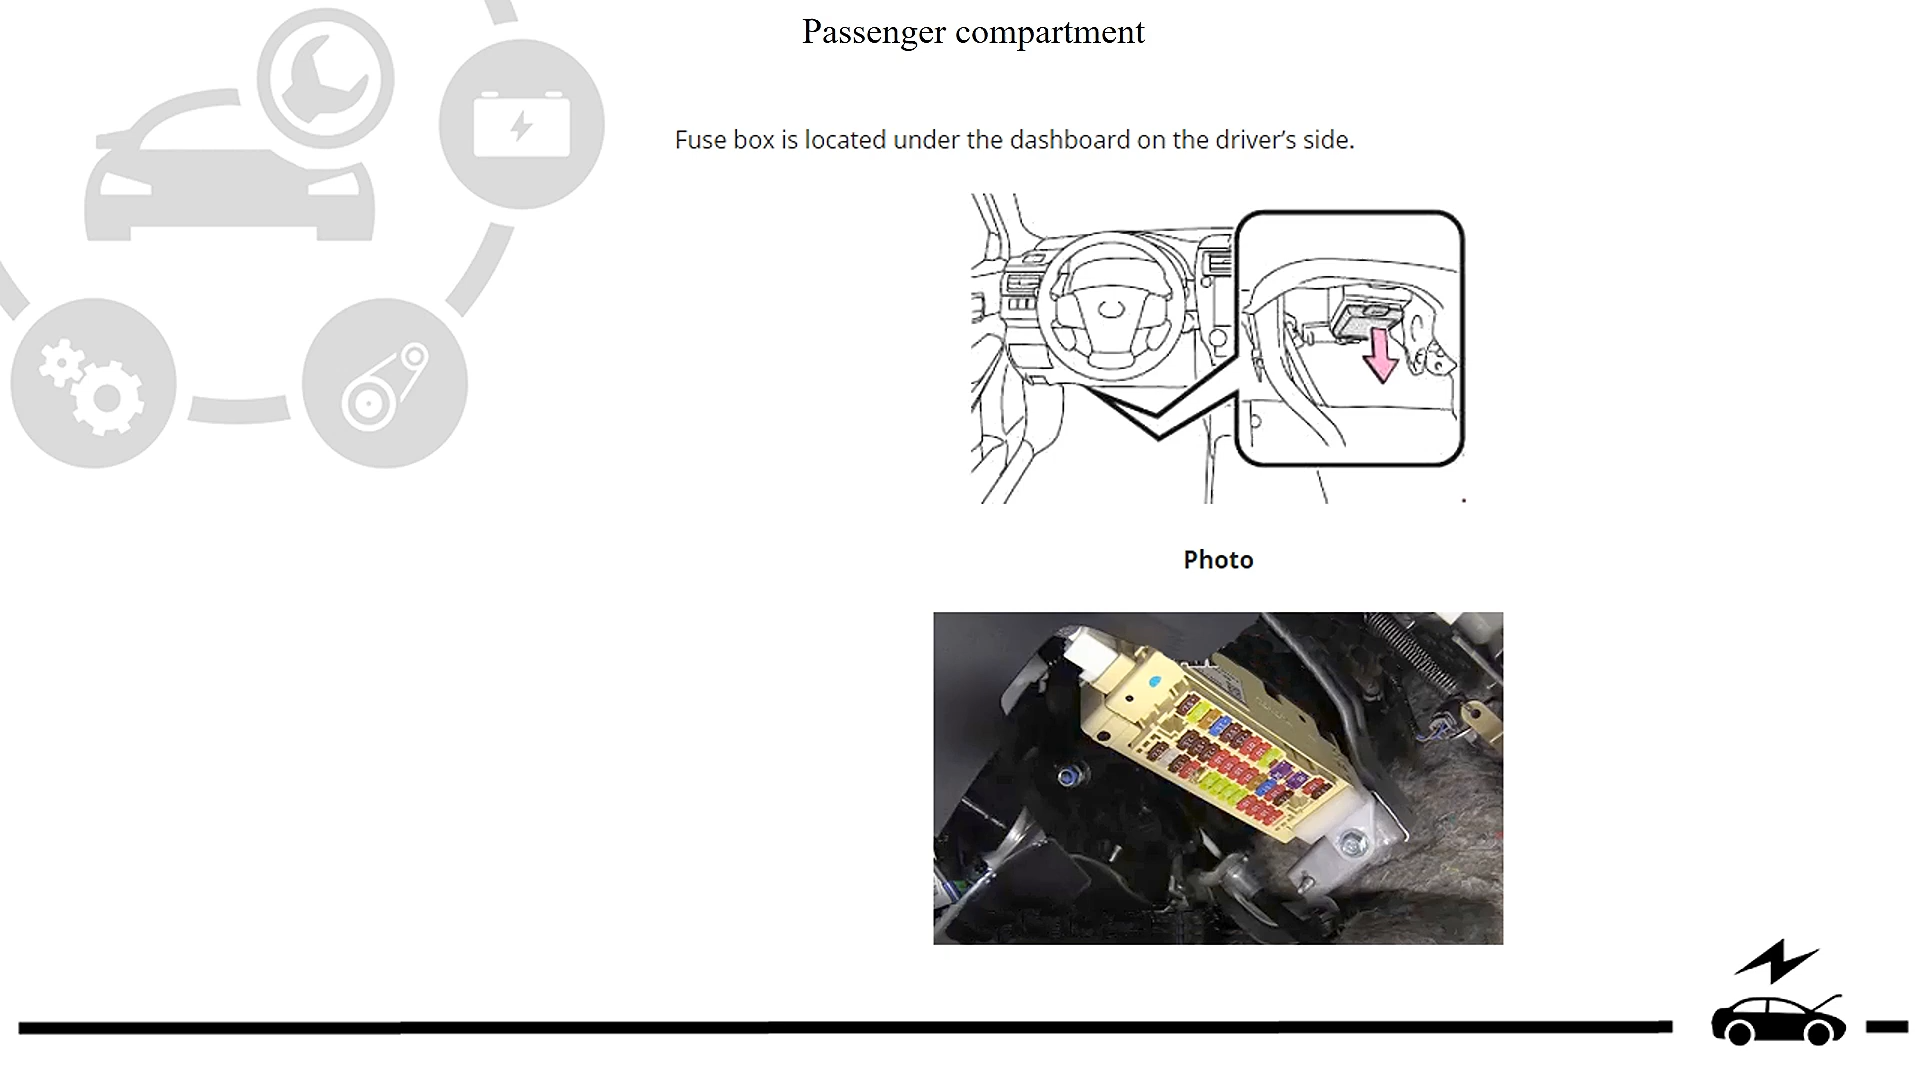 Passenger compartment
Fuse box is located under the dashboard on the driver’s side.
Photo